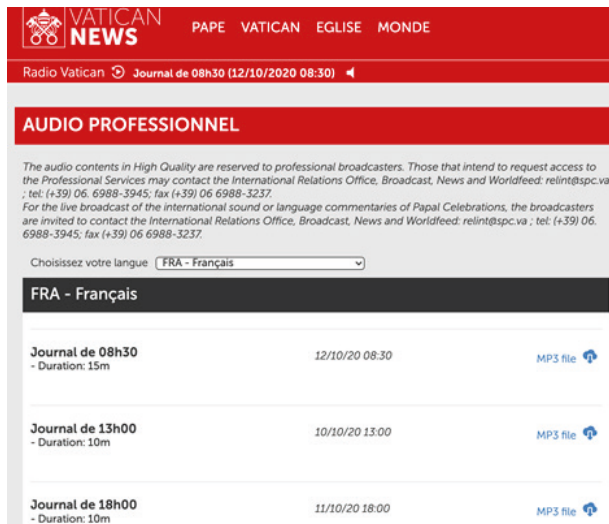 VATICAN
NEWS
PAPE VATICAN EGLISE MONDE
Radio Vatican Journal de 08h30 (12/10/2020 08:30)
AUDIO PROFESSIONNEL
The audio contents in High Quality are reserved to professional broadcasters. Those that intend to request access to
the Professional Services may contact the International Relations Office, Broadcast, News and Worldfeed: relint@spc.va
; tel: (+39) 06. 6988-3945; fax (+39) 06 6988-3237.
For the live broadcast of the international sound or language commentaries of Papal Celebrations, the broadcasters
are invited to contact the International Relations Office, Broadcast, News and Worldfeed: relint@spc.va ; tel: (+39) 06.
6988-3945; fax (+39) 06 6988-3237.
Choisissez votre langue FRA - Français
FRA - Français
Journal de 08h30 12/10/20 08:30 MP3 file
- Duration: 15m
Journal de 13h00 10/10/20 13:00 MP3 file
- Duration: 10m
Journal de 18h00 11/10/20 18:00 MP3 file
- Duration: 10m